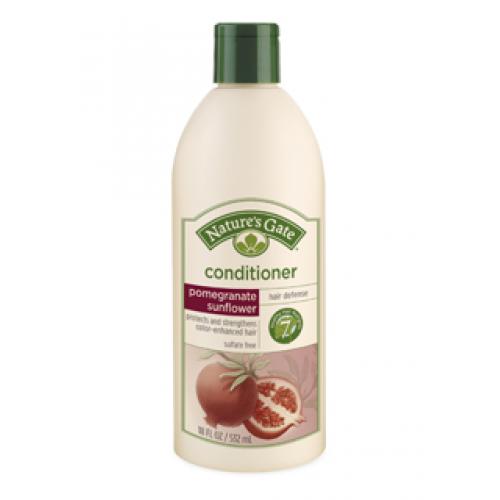 Nature's Gate
conditioner
pomegranate
sunflower
hair defense
protects and strengthens
color-enhanced hair
sulfate free
7
18 FL OZ / 532 mL